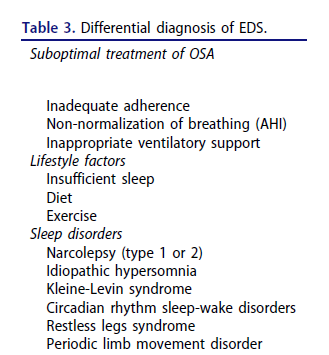 Table 3. Differential diagnosis of EDS.
Suboptimal treatment of OSA
Inadequate adherence
Non-normalization of breathing (AHI)
Inappropriate ventilatory support
Lifestyle factors
Insufficient sleep
Diet
Exercise
Sleep disorders
Narcolepsy (type 1 or 2)
Idiopathic hypersomnia
Kleine-Levin syndrome
Circadian rhythm sleep-wake disorders
Restless legs syndrome
Periodic limb movement disorder